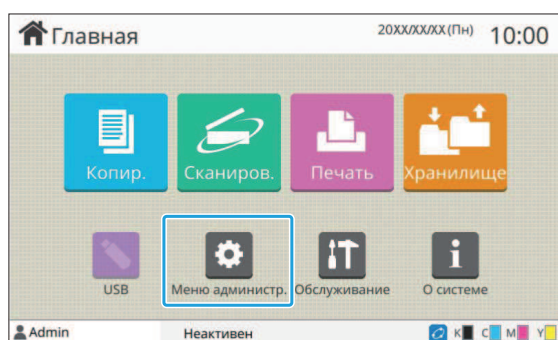 Главная
20XX/XX/XX(Пн) 10:00
Копир. Сканиров. Печать Хранилище
USB Меню администр. Обслуживание О системе
Admin Неактивен K C M Y